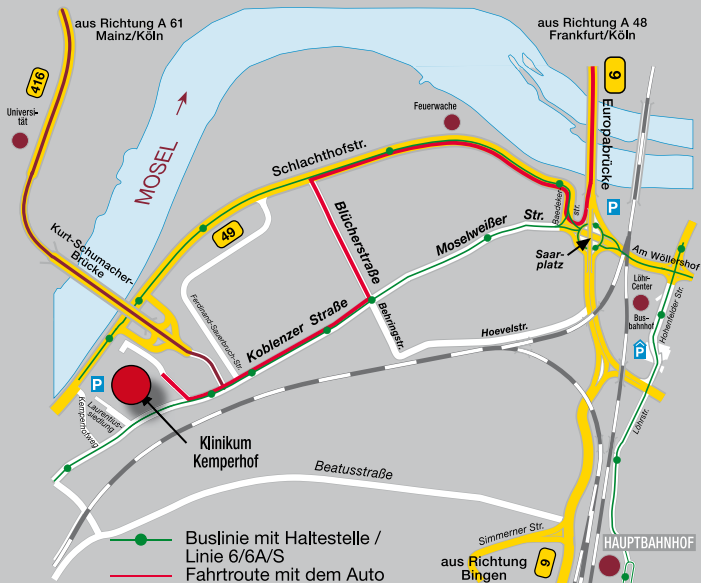 aus Richtung A 61
Mainz/Köln
aus Richtung A 48
Frankfurt/Köln
416
9
Universi-
tät
Feuerwache
Europabrücke
MOSEL
Schlachthofstr.
Baedeker
str.
P
Blücherstraße
Moselweißer Str.
49
Kurt-Schumacher-
Brücke
Saar-
platz
Am Wöllershof
Löhr-
Center
Bus-
bahnhof
Hohenfelder Str.
Ferdinand-Sauerbruch-Str.
Koblenzer Straße
Behringstr.
Hoevelstr.
P
P
Laurentius-
siedlung
Kemperhofweg
Klinikum
Kemperhof
Löhrstr.
Beatusstraße
Simmerner Str.
HAUPTBAHNHOF
Buslinie mit Haltestelle /
Linie 6/6A/S
Fahrtroute mit dem Auto
aus Richtung
Bingen
9